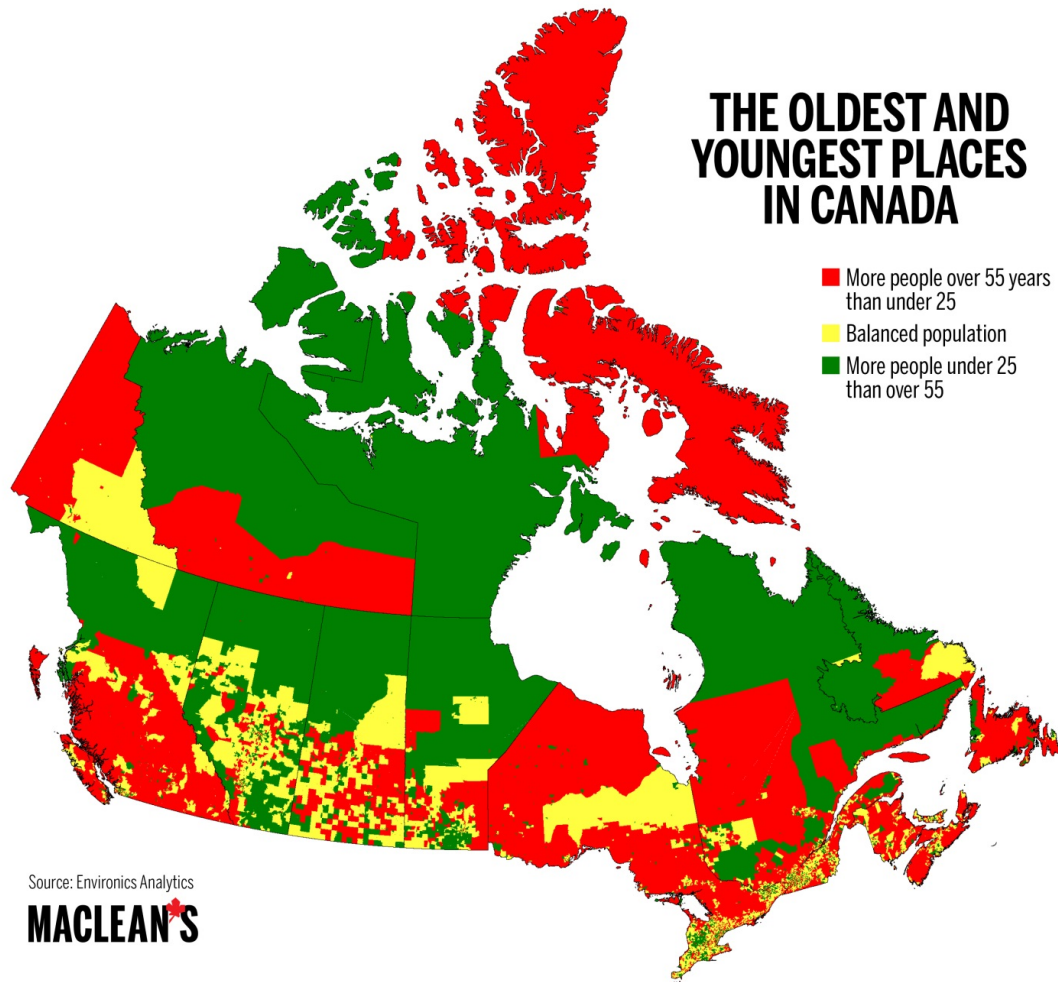 THE OLDEST AND
YOUNGEST PLACES
IN CANADA
More people over 55 years
than under 25
Balanced population
More people under 25
than over 55
Source: Environics Analytics
MACLEAN'S